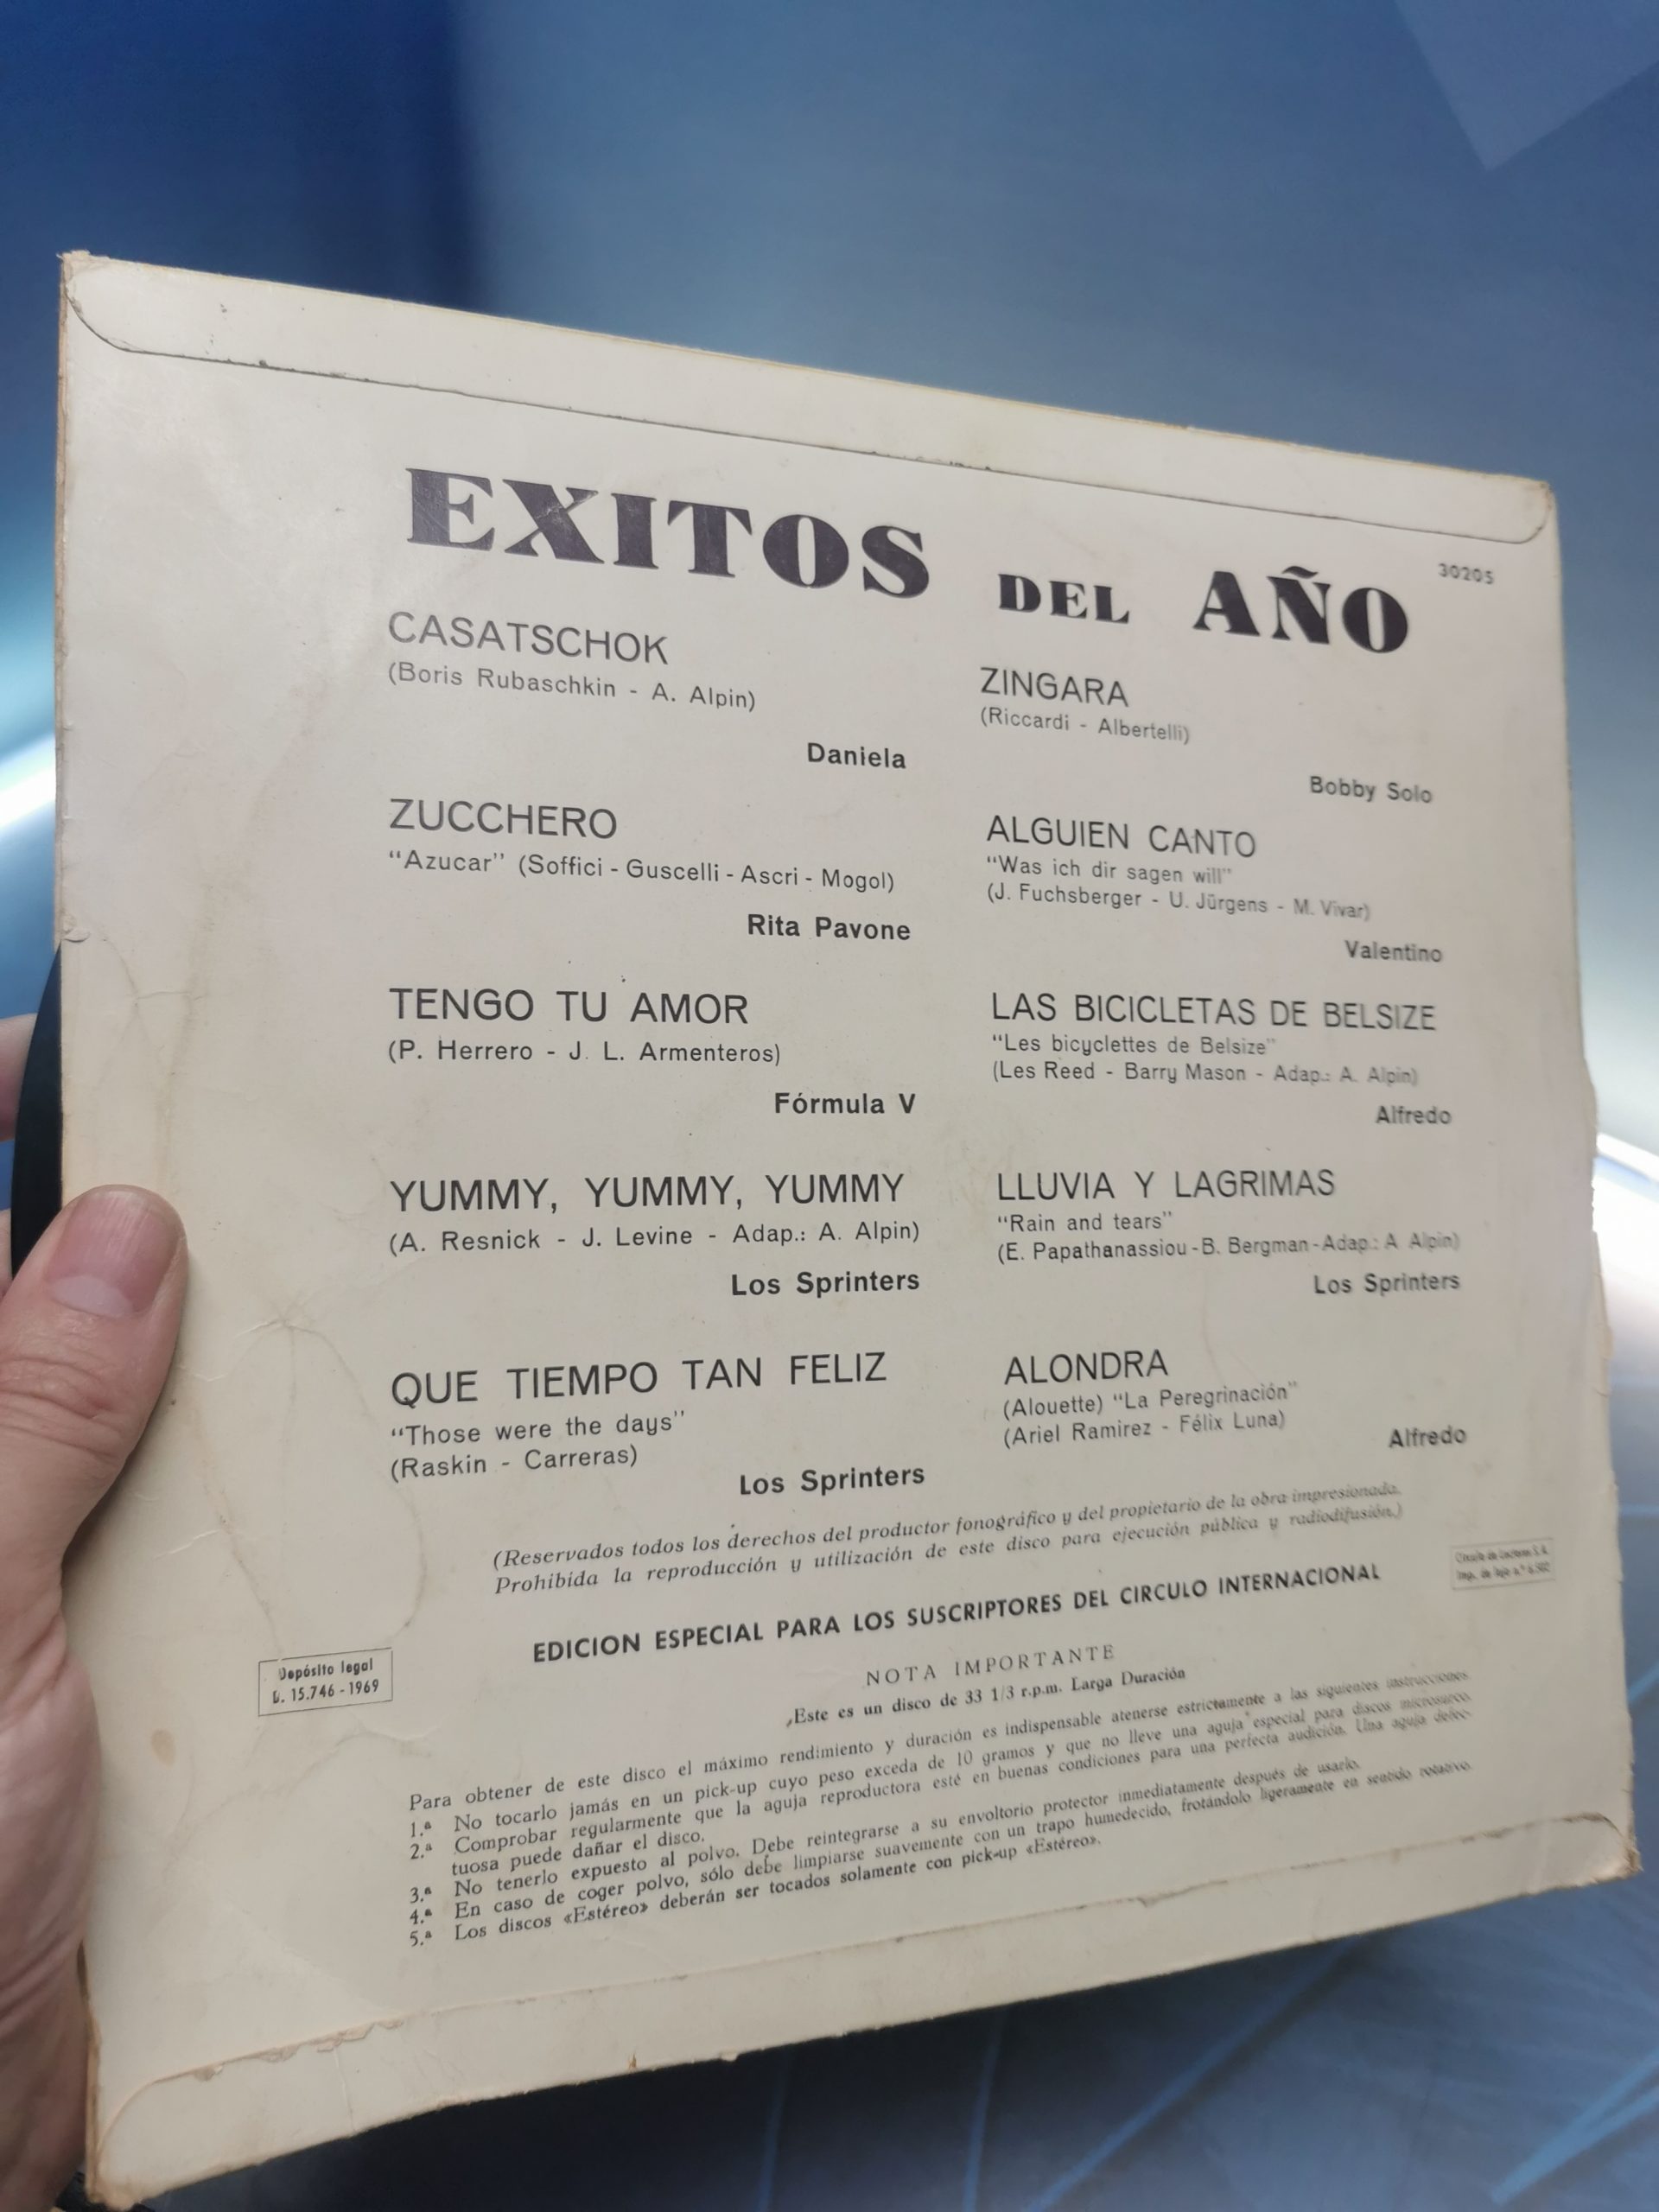 EXITOS DEL AÑO
30205
CASATSCHOK
(Boris Rubaschkin - A. Alpin)
Daniela
ZUCCHERO
“Azucar” (Soffici - Guscelli - Ascri - Mogol)
Rita Pavone
TENGO TU AMOR
(P. Herrero - J. L. Armenteros)
Fórmula V
YUMMY, YUMMY, YUMMY
(A. Resnick - J. Levine - Adap.: A. Alpin)
Los Sprinters
QUE TIEMPO TAN FELIZ
“Those were the days”
(Raskin - Carreras)
Los Sprinters
ZINGARA
(Riccardi - Albertelli)
Bobby Solo
ALGUIEN CANTO
“Was ich dir sagen will”
(J. Fuchsberger - U. Jürgens - M. Vivar)
Valentino
LAS BICICLETAS DE BELSIZE
“Les bicyclettes de Belsize”
(Les Reed - Barry Mason - Adap.: A. Alpin)
Alfredo
LLUVIA Y LAGRIMAS
“Rain and tears”
(E. Papathanassiou - B. Bergman - Adap.: A Alpin)
Los Sprinters
ALONDRA
(Alouette) “La Peregrinación”
(Ariel Ramirez - Félix Luna)
Alfredo
(Reservados todos los derechos del productor fonográfico y del propietario de la obra impresionada.
Prohibida la reproducción y utilización de este disco para ejecución pública y radiodifusión.)
Círculo de Lectores S.A.
EDICION ESPECIAL PARA LOS SUSCRIPTORES DEL CIRCULO INTERNACIONAL
Depósito legal
B. 15.746 - 1969
NOTA IMPORTANTE
Este es un disco de 33 1/3 r.p.m. Larga Duración
Para obtener de este disco el máximo rendimiento y duración es indispensable atenerse estrictamente a las siguientes instrucciones.
1.ª No tocarlo jamás en un pick-up cuyo peso exceda de 10 gramos y que no lleve una aguja especial para discos microsurco.
2.ª Comprobar regularmente que la aguja reproductora esté en buenas condiciones para una perfecta audición. Una aguja defec-
tuosa puede dañar el disco.
3.ª No tenerlo expuesto al polvo. Debe reintegrarse a su envoltorio protector inmediatamente después de usarlo.
4.ª En caso de coger polvo, sólo debe limpiarse suavemente con un trapo humedecido, frotándolo ligeramente en sentido rotativo.
5.ª Los discos «Estéreo» deberán ser tocados solamente con pick-up «Estéreo».